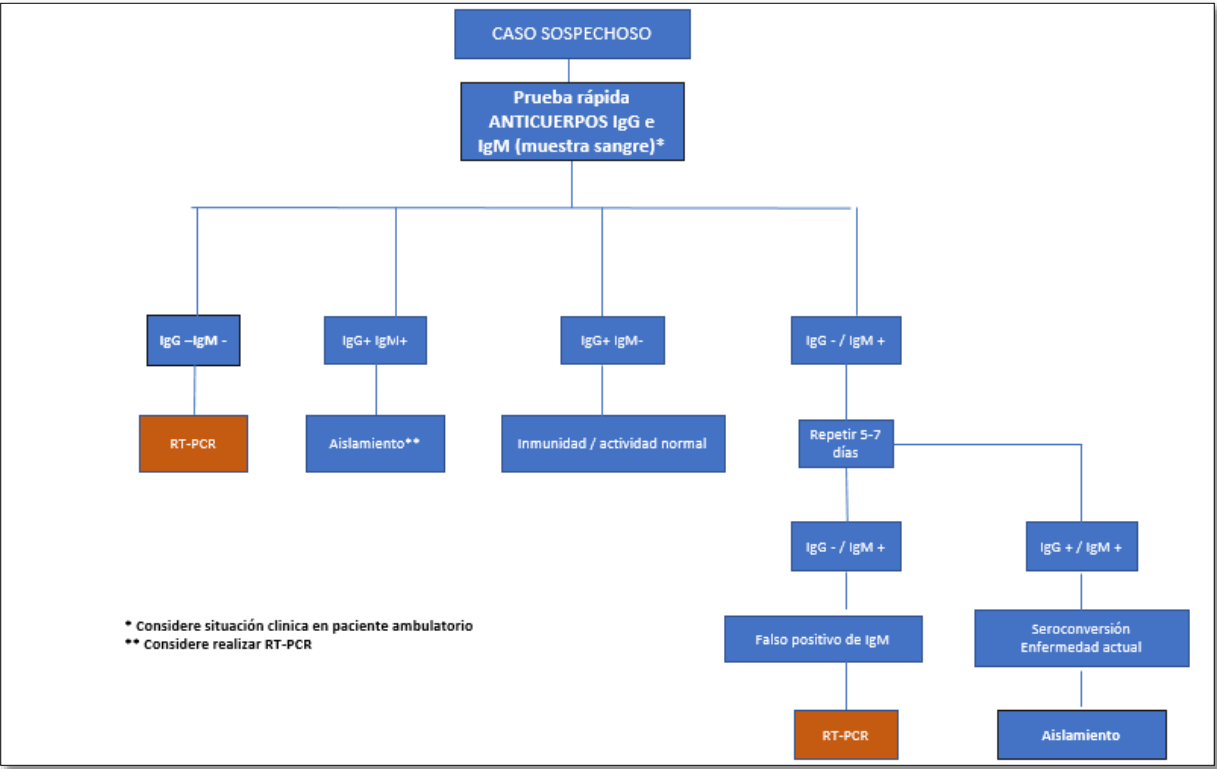 CASO SOSPECHOSO
Prueba rápida
ANTICUERPOS IgG e
IgM (muestra sangre)*
IgG –IgM -
IgG+ IgM+
IgG+ IgM-
IgG - / IgM +
RT-PCR
Aislamiento**
Inmunidad / actividad normal
Repetir 5-7
días
IgG - / IgM +
IgG + / IgM +
Falso positivo de IgM
Seroconversión
Enfermedad actual
RT-PCR
Aislamiento
* Considere situación clinica en paciente ambulatorio
** Considere realizar RT-PCR